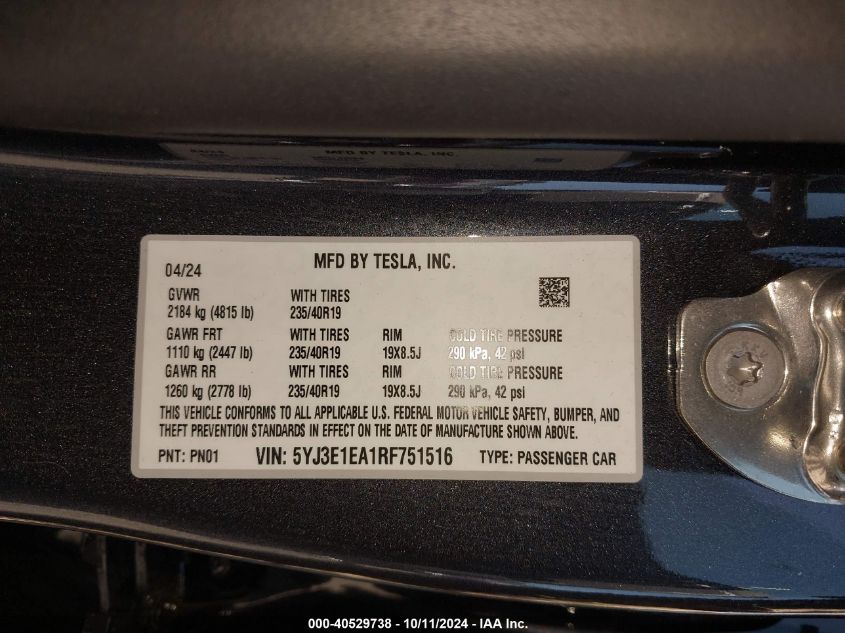 MFD BY TESLA, INC.
04/24 MFD BY TESLA, INC.
GVWR WITH TIRES
2184 kg (4815 lb) 235/40R19
GAWR FRT WITH TIRES RIM COLD TIRE PRESSURE
1110 kg (2447 lb) 235/40R19 19X8.5J 290 kPa, 42 psi
GAWR RR WITH TIRES RIM COLD TIRE PRESSURE
1260 kg (2778 lb) 235/40R19 19X8.5J 290 kPa, 42 psi
THIS VEHICLE CONFORMS TO ALL APPLICABLE U.S. FEDERAL MOTOR VEHICLE SAFETY, BUMPER, AND
THEFT PREVENTION STANDARDS IN EFFECT ON THE DATE OF MANUFACTURE SHOWN ABOVE.
PNT: PN01 VIN: 5YJ3E1EA1RF751516 TYPE: PASSENGER CAR
000-40529738 - 10/11/2024 - IAA Inc.